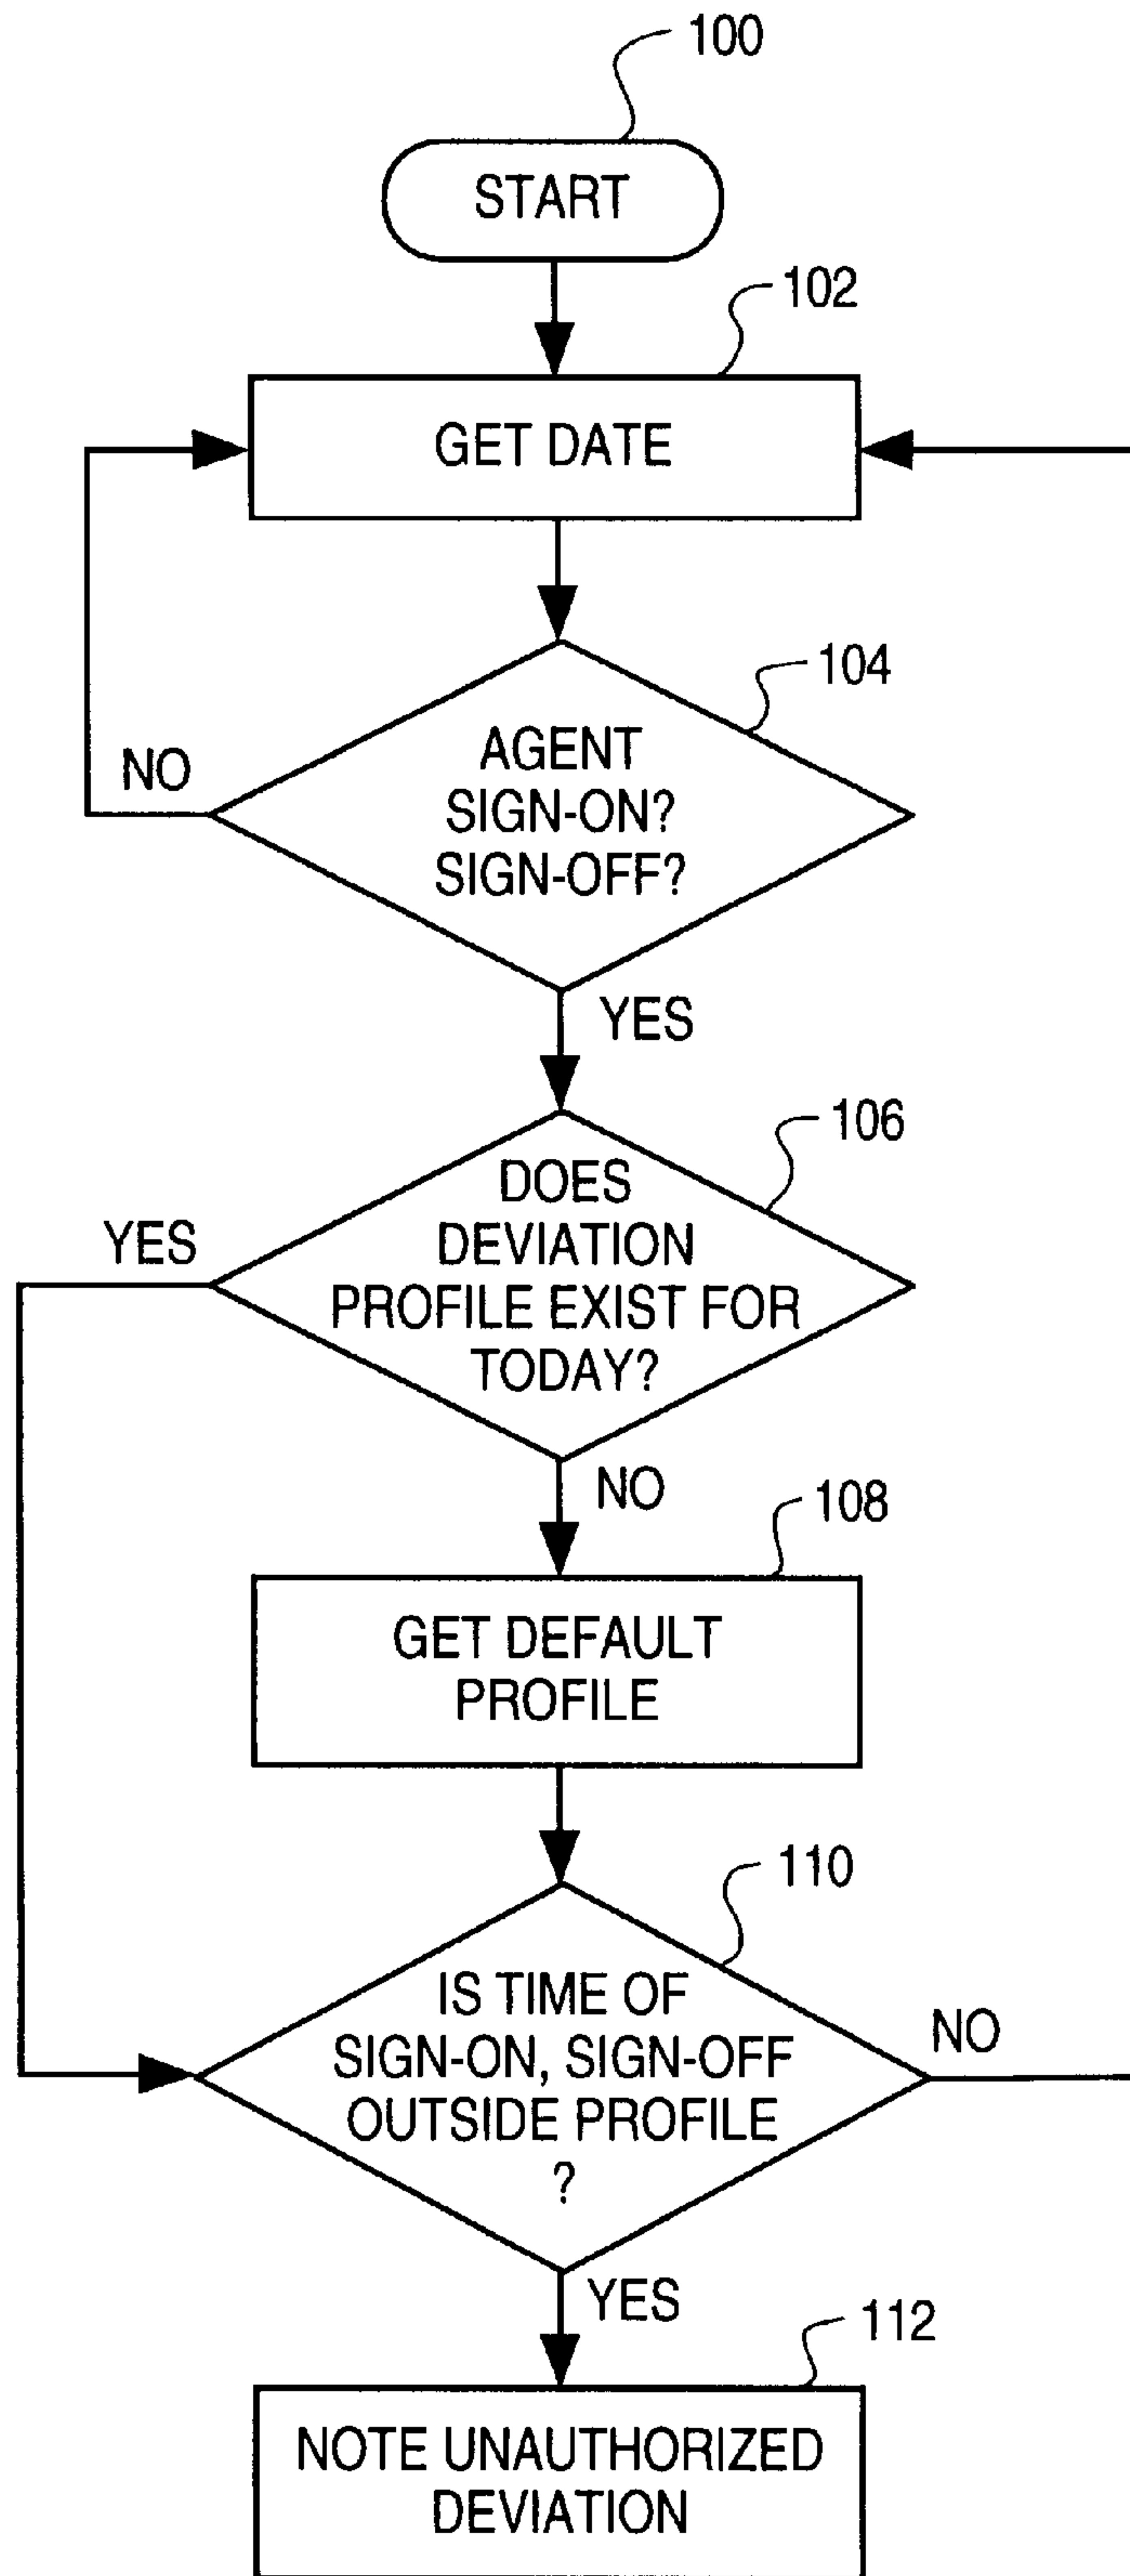 100
START
102
GET DATE
104
AGENT
SIGN-ON?
SIGN-OFF?
NO
YES
106
DOES
DEVIATION
PROFILE EXIST FOR
TODAY?
YES
NO
108
GET DEFAULT
PROFILE
110
IS TIME OF
SIGN-ON, SIGN-OFF
OUTSIDE PROFILE
?
NO
YES
112
NOTE UNAUTHORIZED
DEVIATION